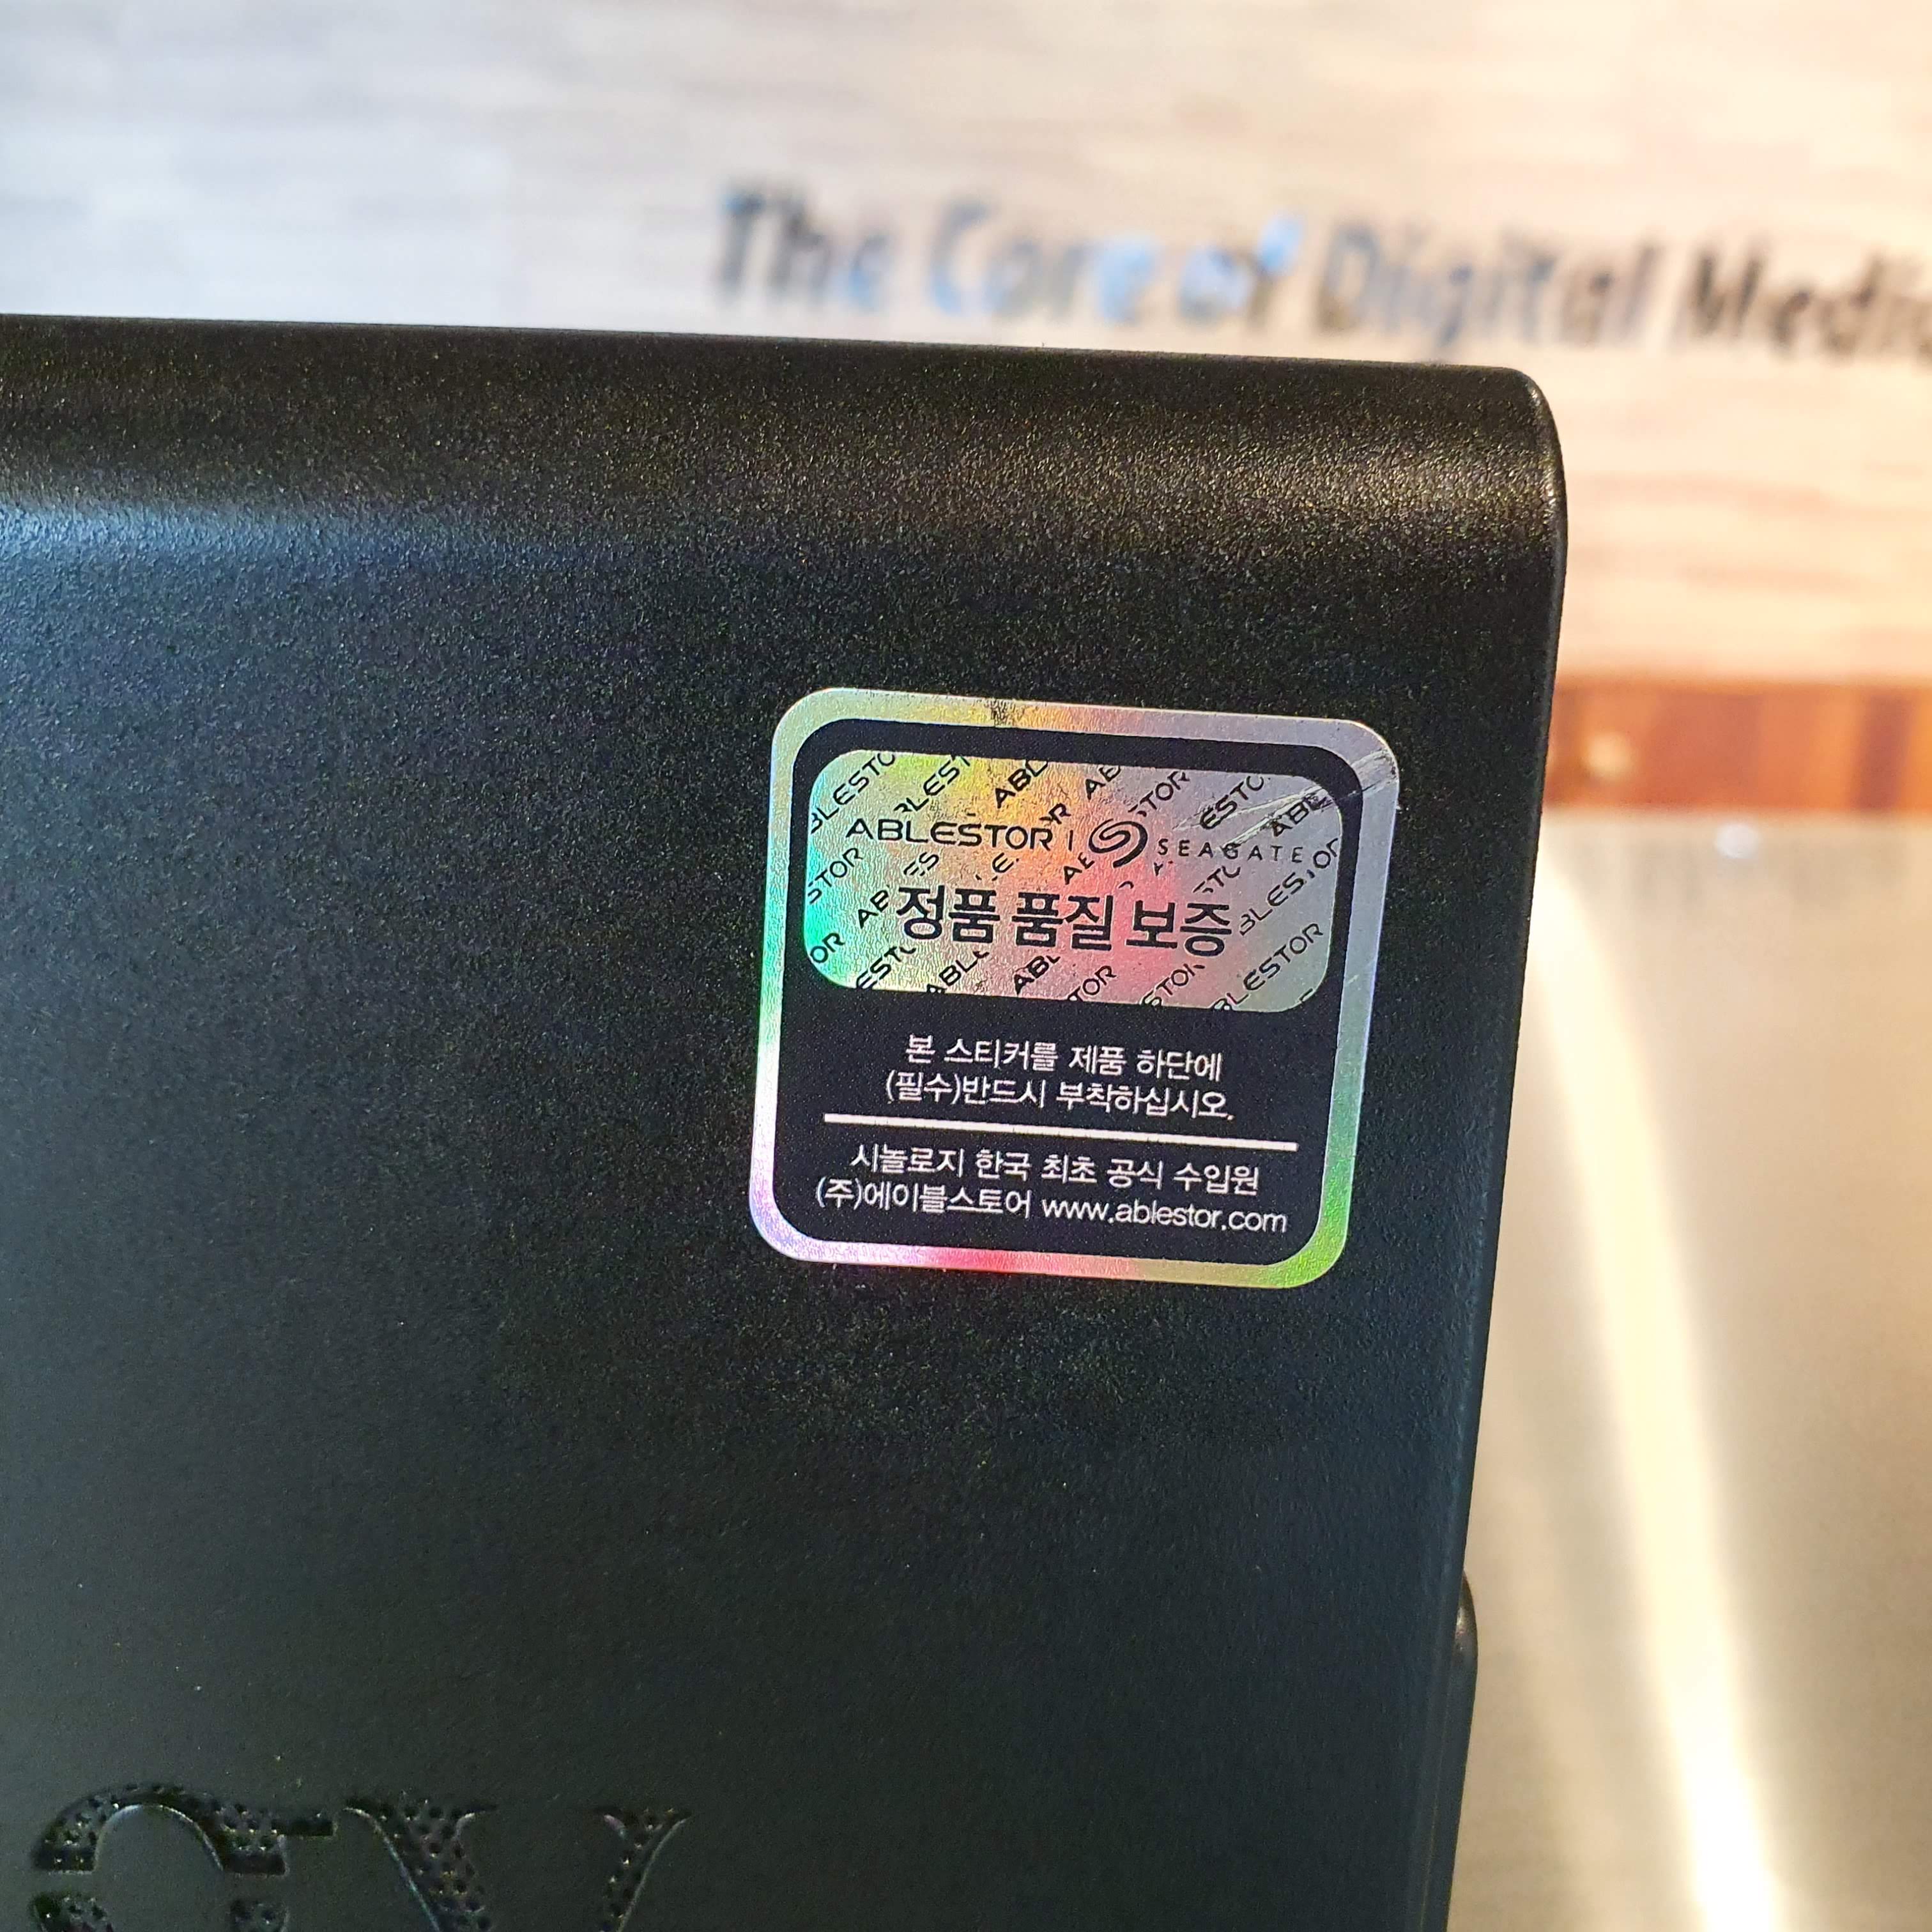 The Core of Digital Media
ABLESTOR | SEAGATE
정품 품질 보증
본 스티커를 제품 하단에
(필수)반드시 부착하십시오.
시놀로지 한국 최초 공식 수입원
(주)에이블스토어 www.ablestor.com